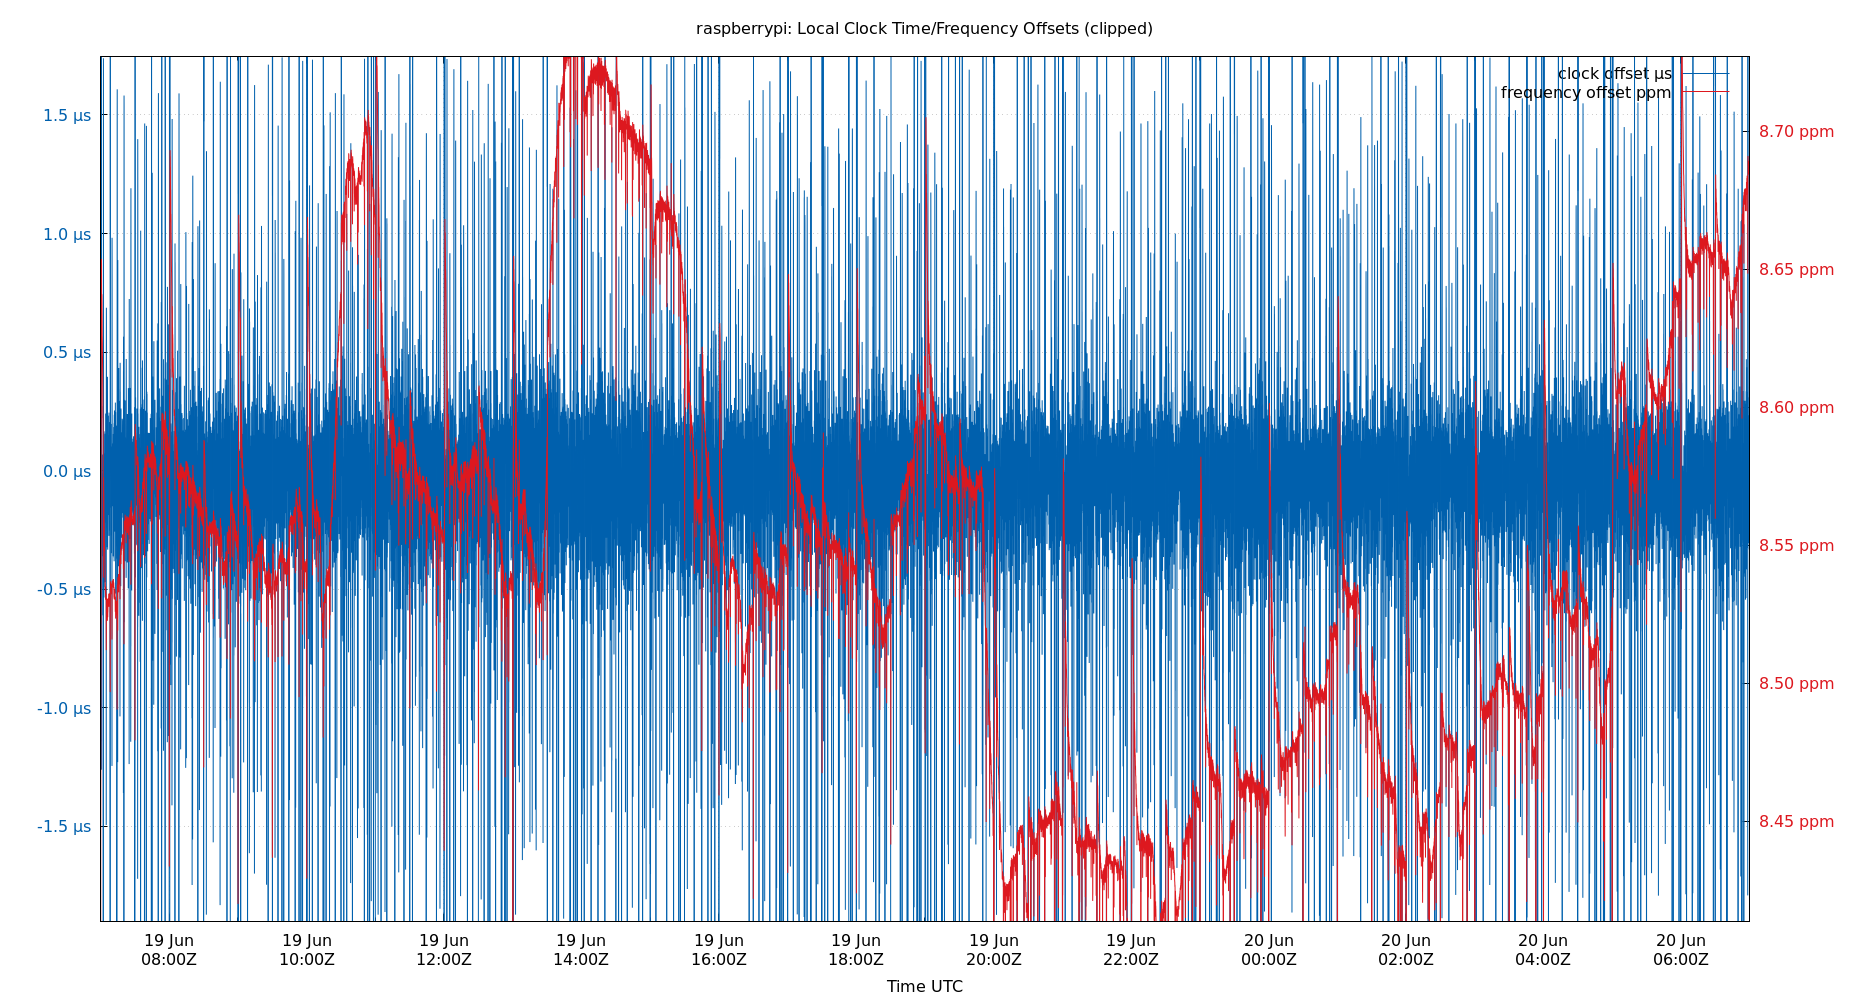 raspberrypi: Local Clock Time/Frequency Offsets (clipped)
clock offset µs
frequency offset ppm
1.5 µs
1.0 µs
0.5 µs
0.0 µs
-0.5 µs
-1.0 µs
-1.5 µs
8.70 ppm
8.65 ppm
8.60 ppm
8.55 ppm
8.50 ppm
8.45 ppm
19 Jun 19 Jun 19 Jun 19 Jun 19 Jun 19 Jun 19 Jun 19 Jun 20 Jun 20 Jun 20 Jun 20 Jun
08:00Z 10:00Z 12:00Z 14:00Z 16:00Z 18:00Z 20:00Z 22:00Z 00:00Z 02:00Z 04:00Z 06:00Z
Time UTC